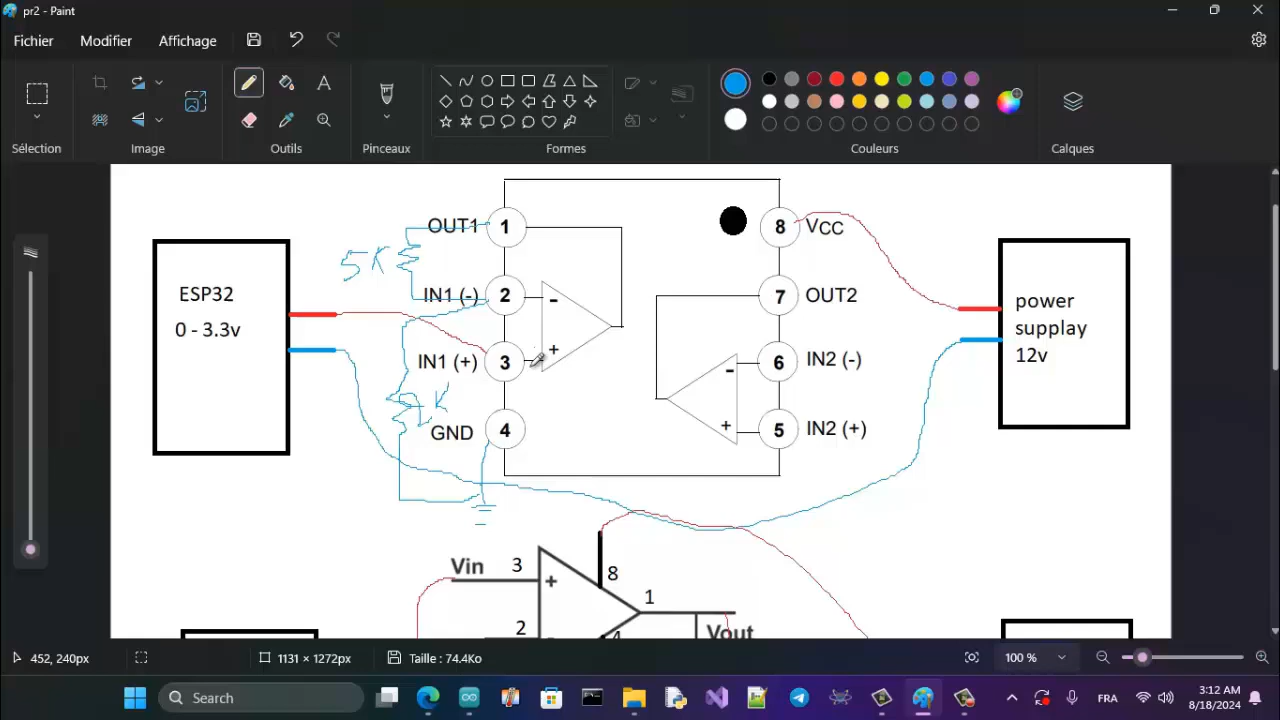 pr2 - Paint
Fichier Modifier Affichage
Sélection Image Outils Pinceaux Formes Couleurs Calques
OUT1 1 8 VCC
5K
ESP32
0 - 3.3v
IN1 (-) 2 - 7 OUT2
power
supplay
12v
IN1 (+) 3 + - 6 IN2 (-)
1K
GND 4 + 5 IN2 (+)
Vin 3 + 8
1
2 4 Vout
452, 240px 1131 × 1272px Taille : 74.4Ko 100 %
Search FRA 3:12 AM
8/18/2024